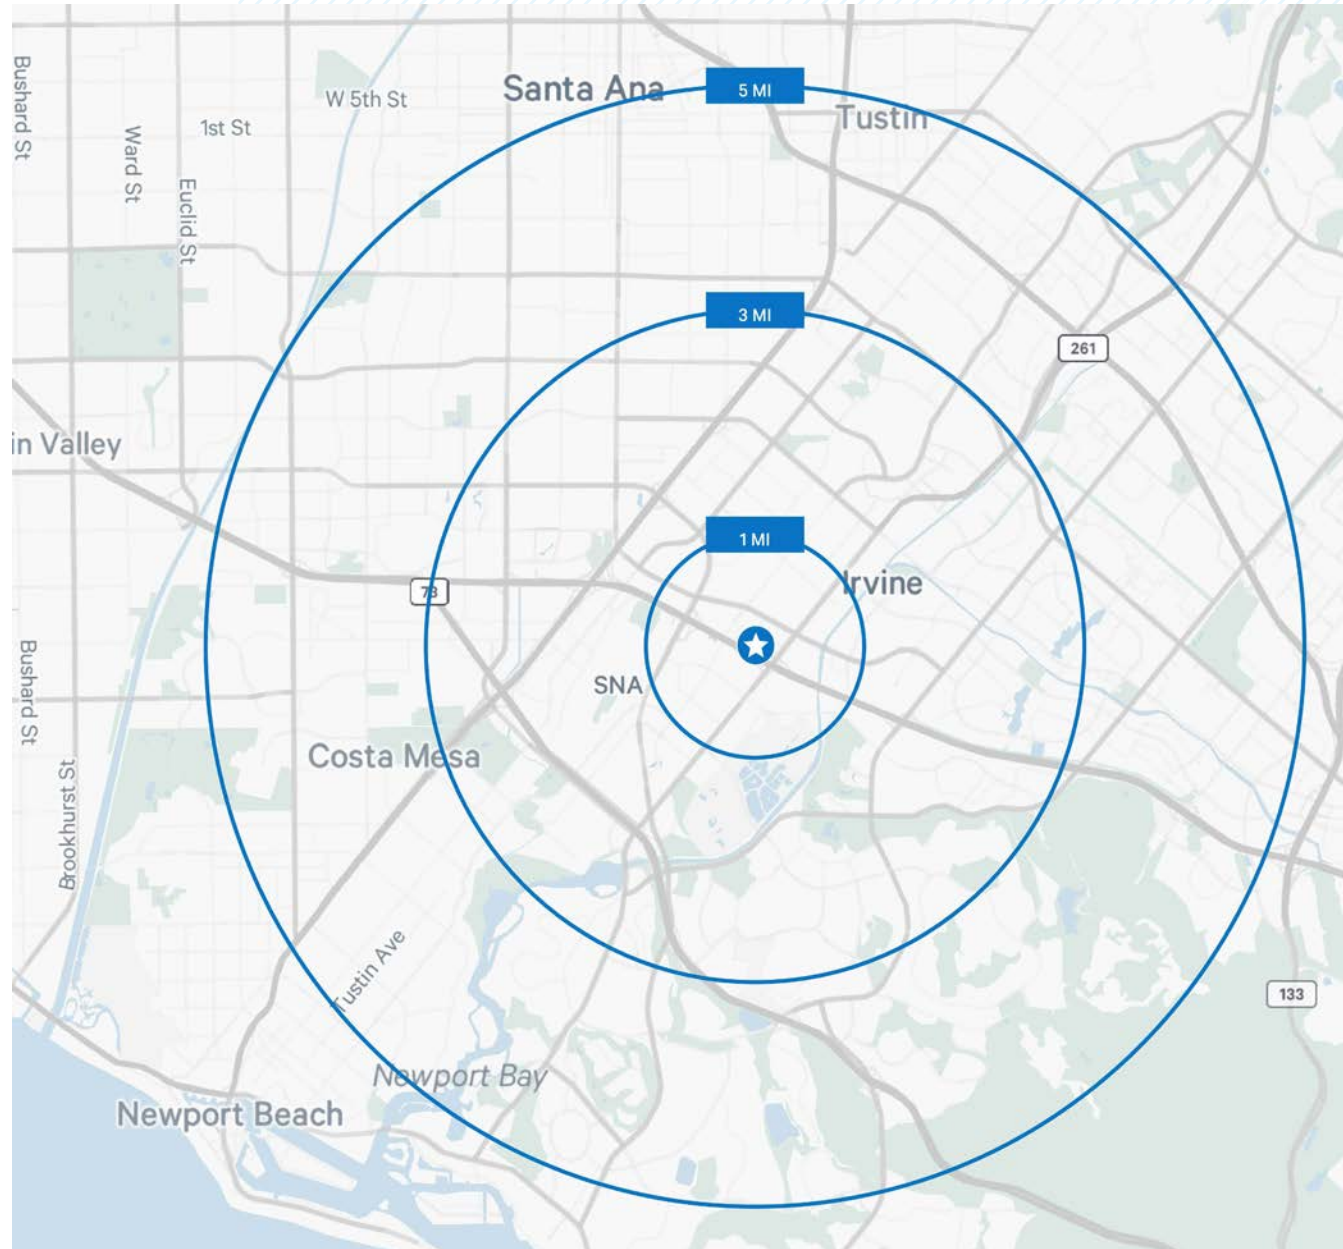 Santa Ana
5 MI
W 5th St
Tustin
1st St
Bushard St
Ward St
Euclid St
3 MI
261
in Valley
1 MI
Irvine
73
SNA
Bushard St
Costa Mesa
Brookhurst St
Tustin Ave
133
Newport Bay
Newport Beach